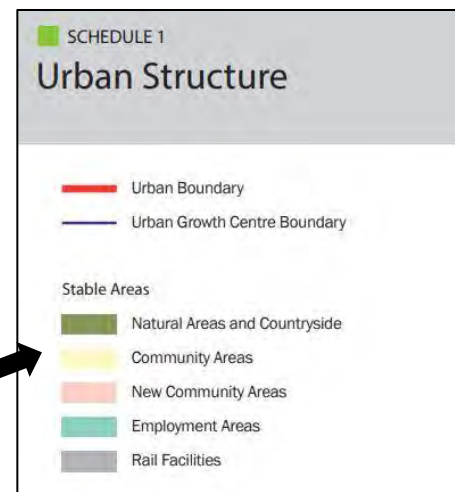 SCHEDULE 1
Urban Structure
Urban Boundary
Urban Growth Centre Boundary
Stable Areas
Natural Areas and Countryside
Community Areas
New Community Areas
Employment Areas
Rail Facilities